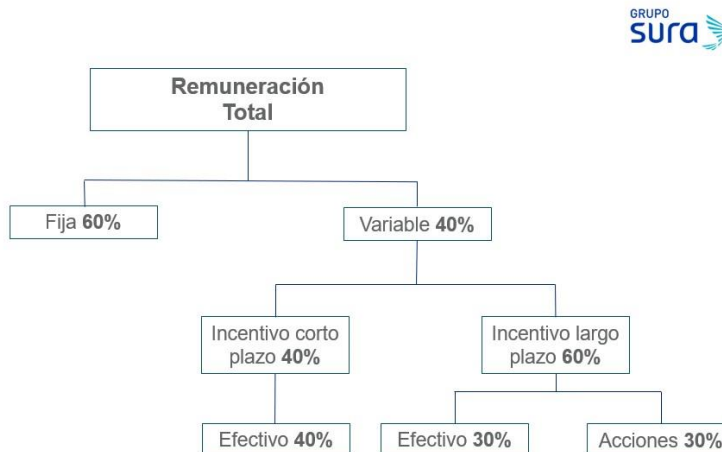 GRUPO
sura
Remuneración
Total
Fija 60%
Variable 40%
Incentivo corto
plazo 40%
Incentivo largo
plazo 60%
Efectivo 40%
Efectivo 30%
Acciones 30%